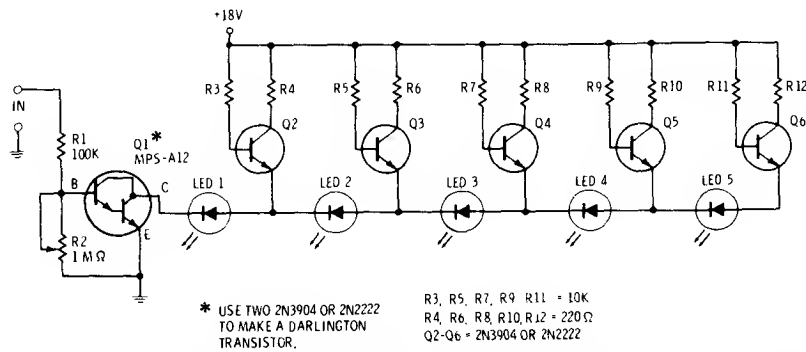 +18V
R3
R4
R5
R6
R7
R8
R9
R10
R11
R12
IN
R1
100K
Q1 *
MPS-A12
Q2
Q3
Q4
Q5
Q6
B
C
E
LED 1
LED 2
LED 3
LED 4
LED 5
R2
1 MΩ
* USE TWO 2N3904 OR 2N2222
TO MAKE A DARLINGTON
TRANSISTOR.
R3, R5, R7, R9 R11 = 10K
R4, R6, R8, R10, R12 = 220 Ω
Q2-Q6 = 2N3904 OR 2N2222